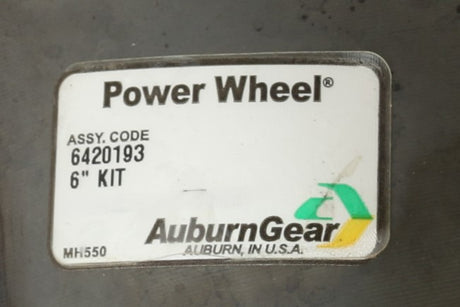 Power Wheel®
ASSY. CODE
6420193
6" KIT
AuburnGear
AUBURN, IN U.S.A.
MH550